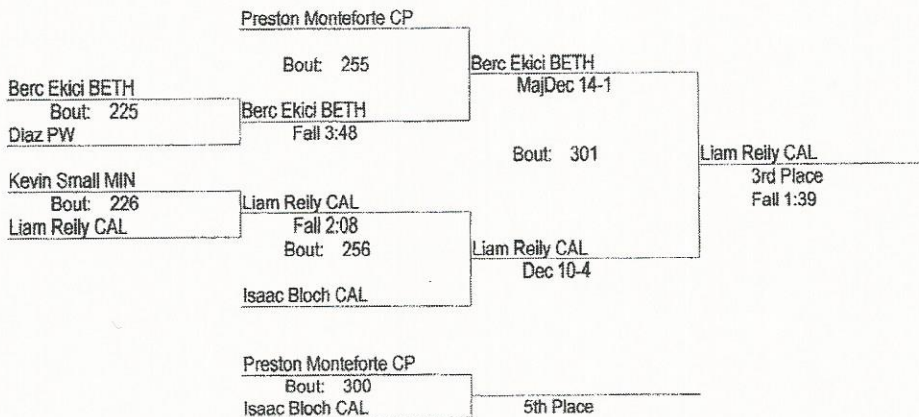 Preston Monteforte CP
Bout: 255
Berc Ekici BETH
MajDec 14-1
Berc Ekici BETH
Bout: 225
Diaz PW
Berc Ekici BETH
Fall 3:48
Bout: 301
Liam Reily CAL
3rd Place
Fall 1:39
Kevin Small MIN
Bout: 226
Liam Reily CAL
Liam Reily CAL
Fall 2:08
Bout: 256
Liam Reily CAL
Dec 10-4
Isaac Bloch CAL
Preston Monteforte CP
Bout: 300
Isaac Bloch CAL
5th Place